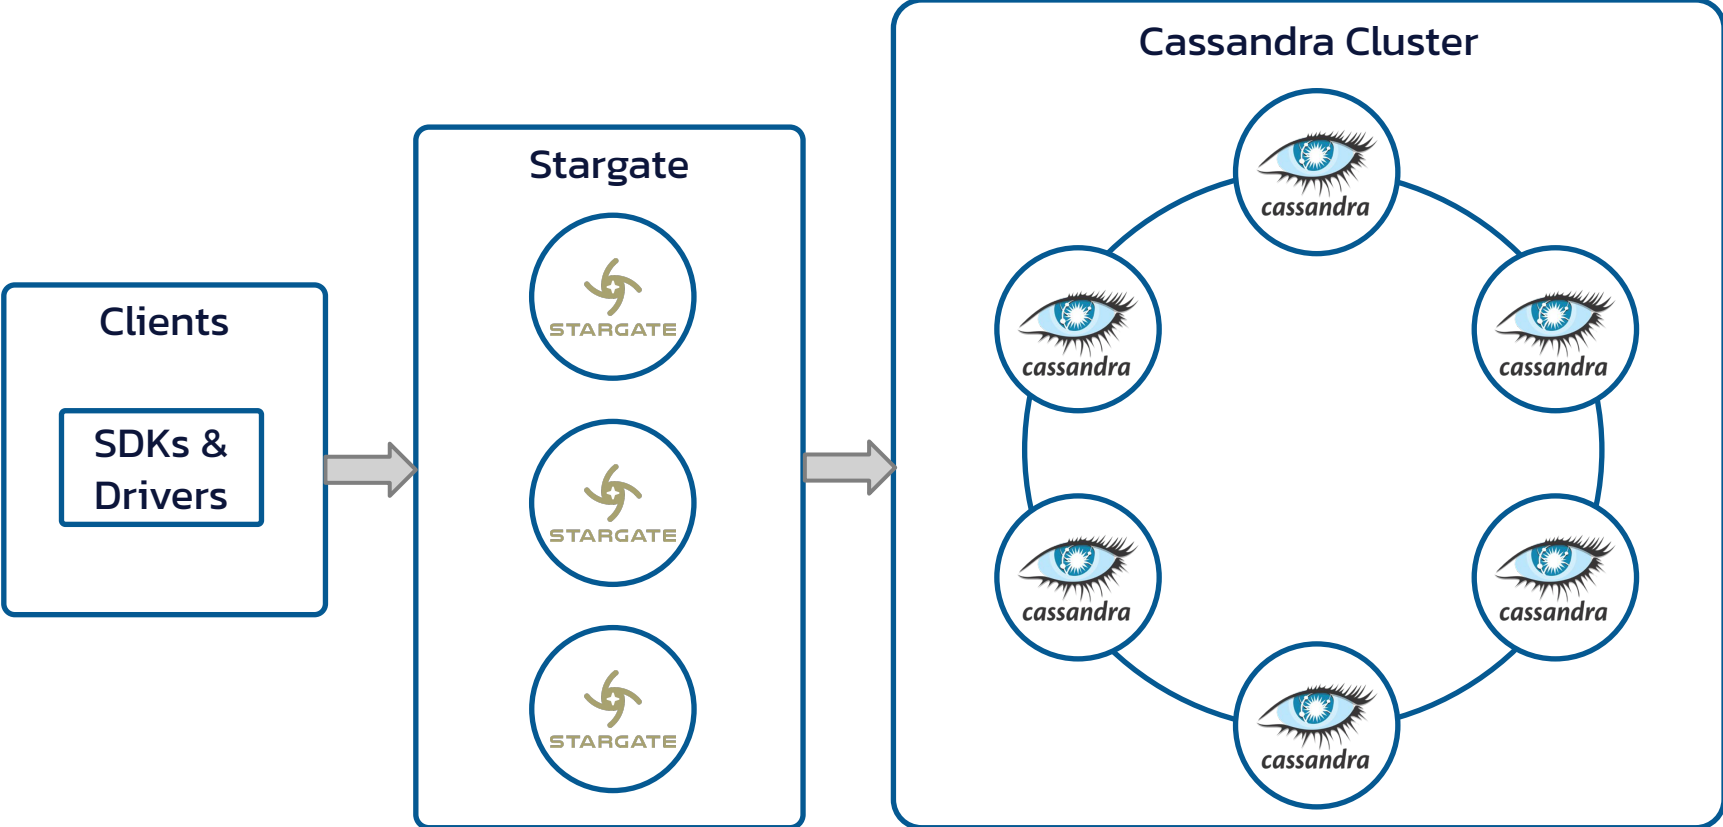 Clients
SDKs &
Drivers
Stargate
STARGATE
STARGATE
STARGATE
Cassandra Cluster
cassandra
cassandra
cassandra
cassandra
cassandra
cassandra